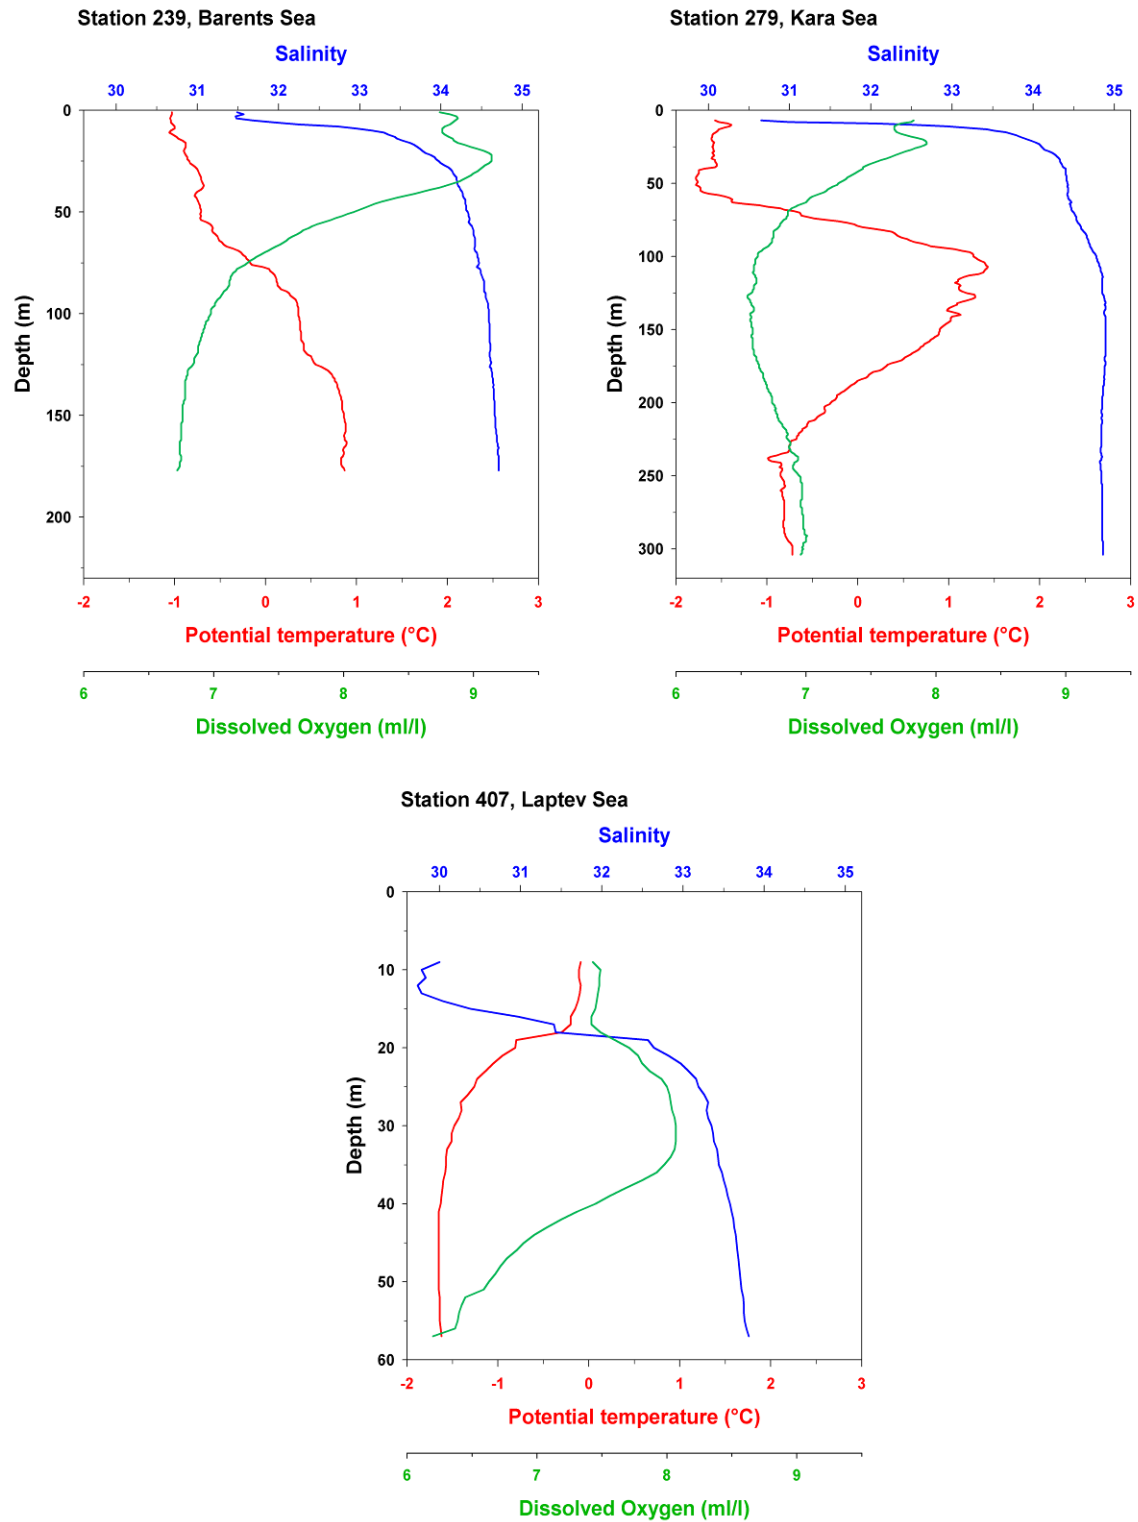 Station 239, Barents Sea
Salinity
30 31 32 33 34 35
0
50
100
150
200
Depth (m)
-2 -1 0 1 2 3
Potential temperature (°C)
6 7 8 9
Dissolved Oxygen (ml/l)
Station 279, Kara Sea
Salinity
30 31 32 33 34 35
0
50
100
150
200
250
300
Depth (m)
-2 -1 0 1 2 3
Potential temperature (°C)
6 7 8 9
Dissolved Oxygen (ml/l)
Station 407, Laptev Sea
Salinity
30 31 32 33 34 35
0
10
20
30
40
50
60
Depth (m)
-2 -1 0 1 2 3
Potential temperature (°C)
6 7 8 9
Dissolved Oxygen (ml/l)